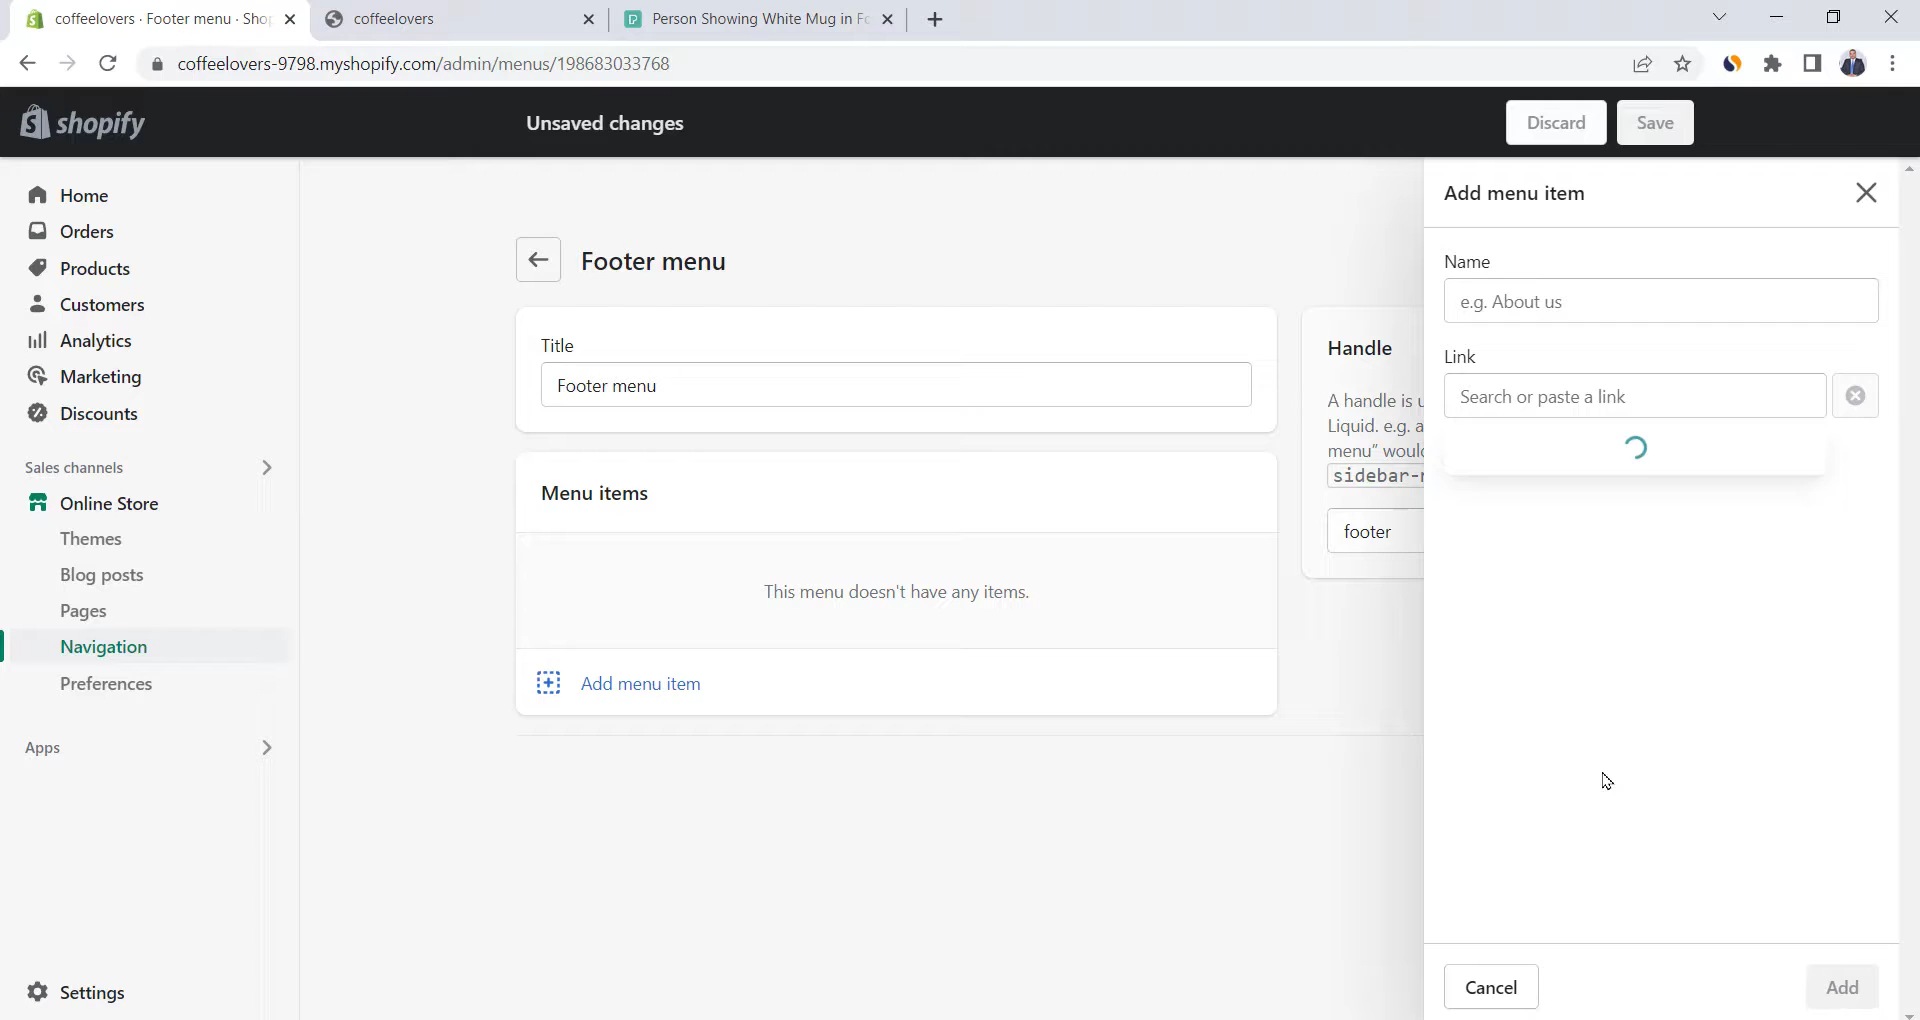 coffeelovers · Footer menu · Sho
coffeelovers
Person Showing White Mug in Fo
coffeelovers-9798.myshopify.com/admin/menus/198683033768
shopify
Unsaved changes
Discard
Save
Home
Orders
Products
Customers
Analytics
Marketing
Discounts
Sales channels
Online Store
Themes
Blog posts
Pages
Navigation
Preferences
Apps
Settings
Footer menu
Title
Footer menu
Menu items
This menu doesn't have any items.
Add menu item
Handle
A handle is u
Liquid. e.g. a
menu” would
sidebar-
footer
Add menu item
Name
e.g. About us
Link
Search or paste a link
Cancel
Add